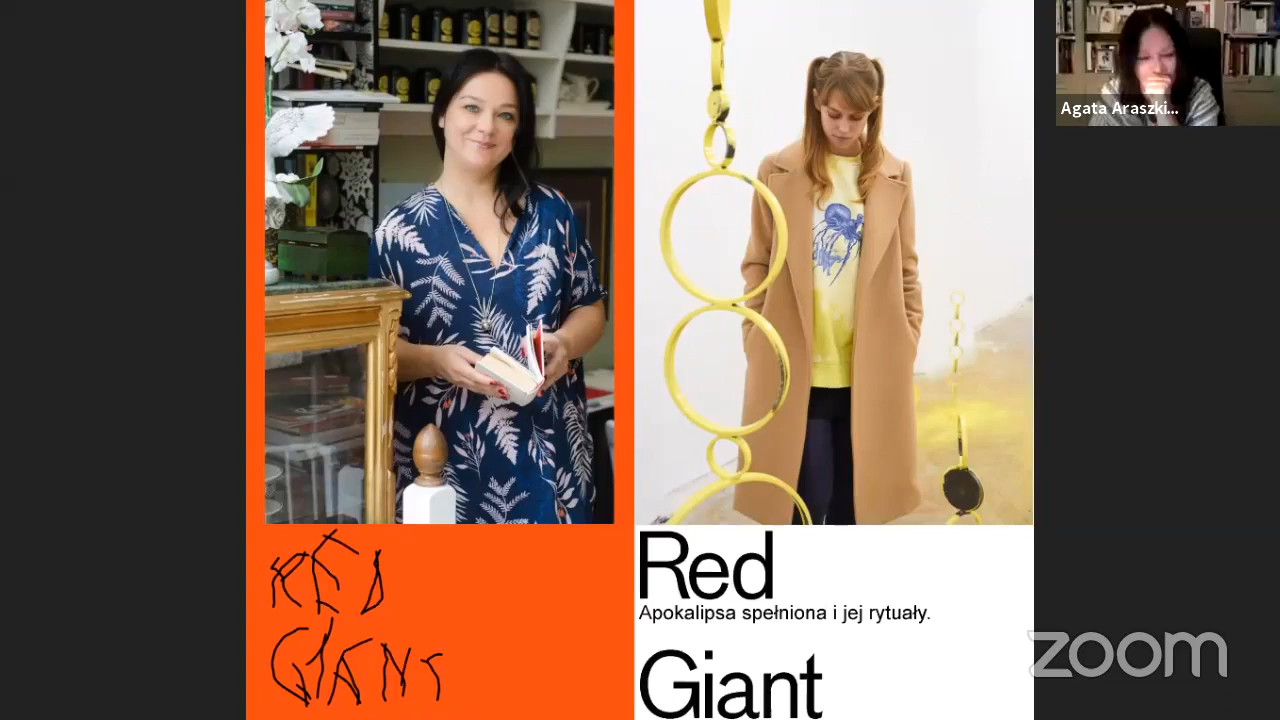 Agata Araszki...
RED
GIANT
Red
Apokalipsa spełniona i jej rytuały.
Giant
zoom